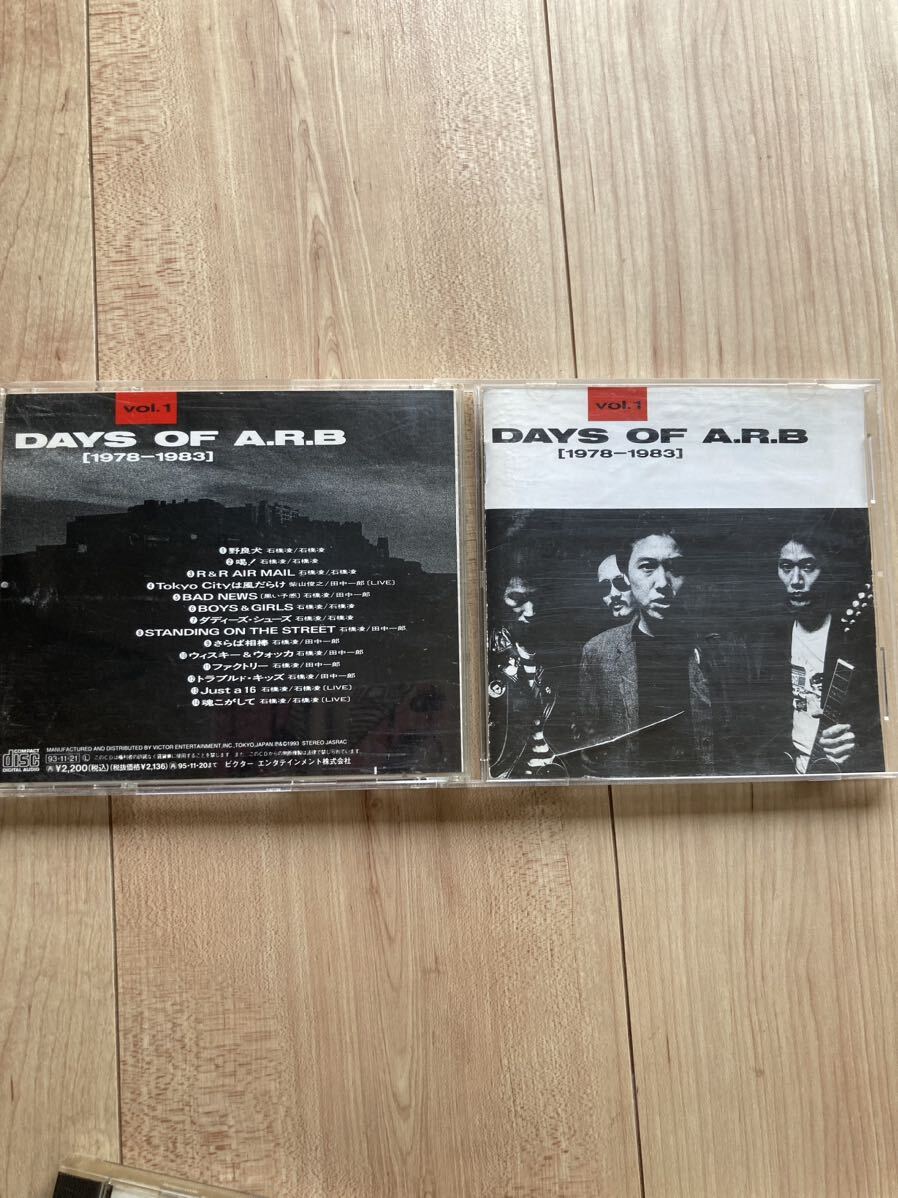 vol.1
DAYS OF A.R.B
[1978−1983]
1 野良犬 石橋凌/石橋凌
2 喝! 石橋凌/石橋凌
3 R&R AIR MAIL 石橋凌/石橋凌
4 Tokyo Cityは風だらけ 柴山俊之/田中一郎 [LIVE]
5 BAD NEWS (黒い予感) 石橋凌/田中一郎
6 BOYS & GIRLS 石橋凌/石橋凌
7 ダディーズ・シューズ 石橋凌/石橋凌
8 STANDING ON THE STREET 石橋凌/田中一郎
9 さらば相棒 石橋凌/田中一郎
10 ウィスキー&ウォッカ 石橋凌/田中一郎
11 ファクトリー 石橋凌/田中一郎
12 トラブルド・キッズ 石橋凌/田中一郎
13 Just a 16 石橋凌/石橋凌 [LIVE]
14 魂こがして 石橋凌/石橋凌 [LIVE]
COMPACT disc DIGITAL AUDIO
MANUFACTURED AND DISTRIBUTED BY VICTOR ENTERTAINMENT, INC., TOKYO, JAPAN. ℗&©1993 STEREO JASRAC
93・11・21 L
A ¥2,200(税込)(税抜価格¥2,136) A 95・11・20まで ビクター エンタテインメント株式会社
vol.1
DAYS OF A.R.B
[1978−1983]